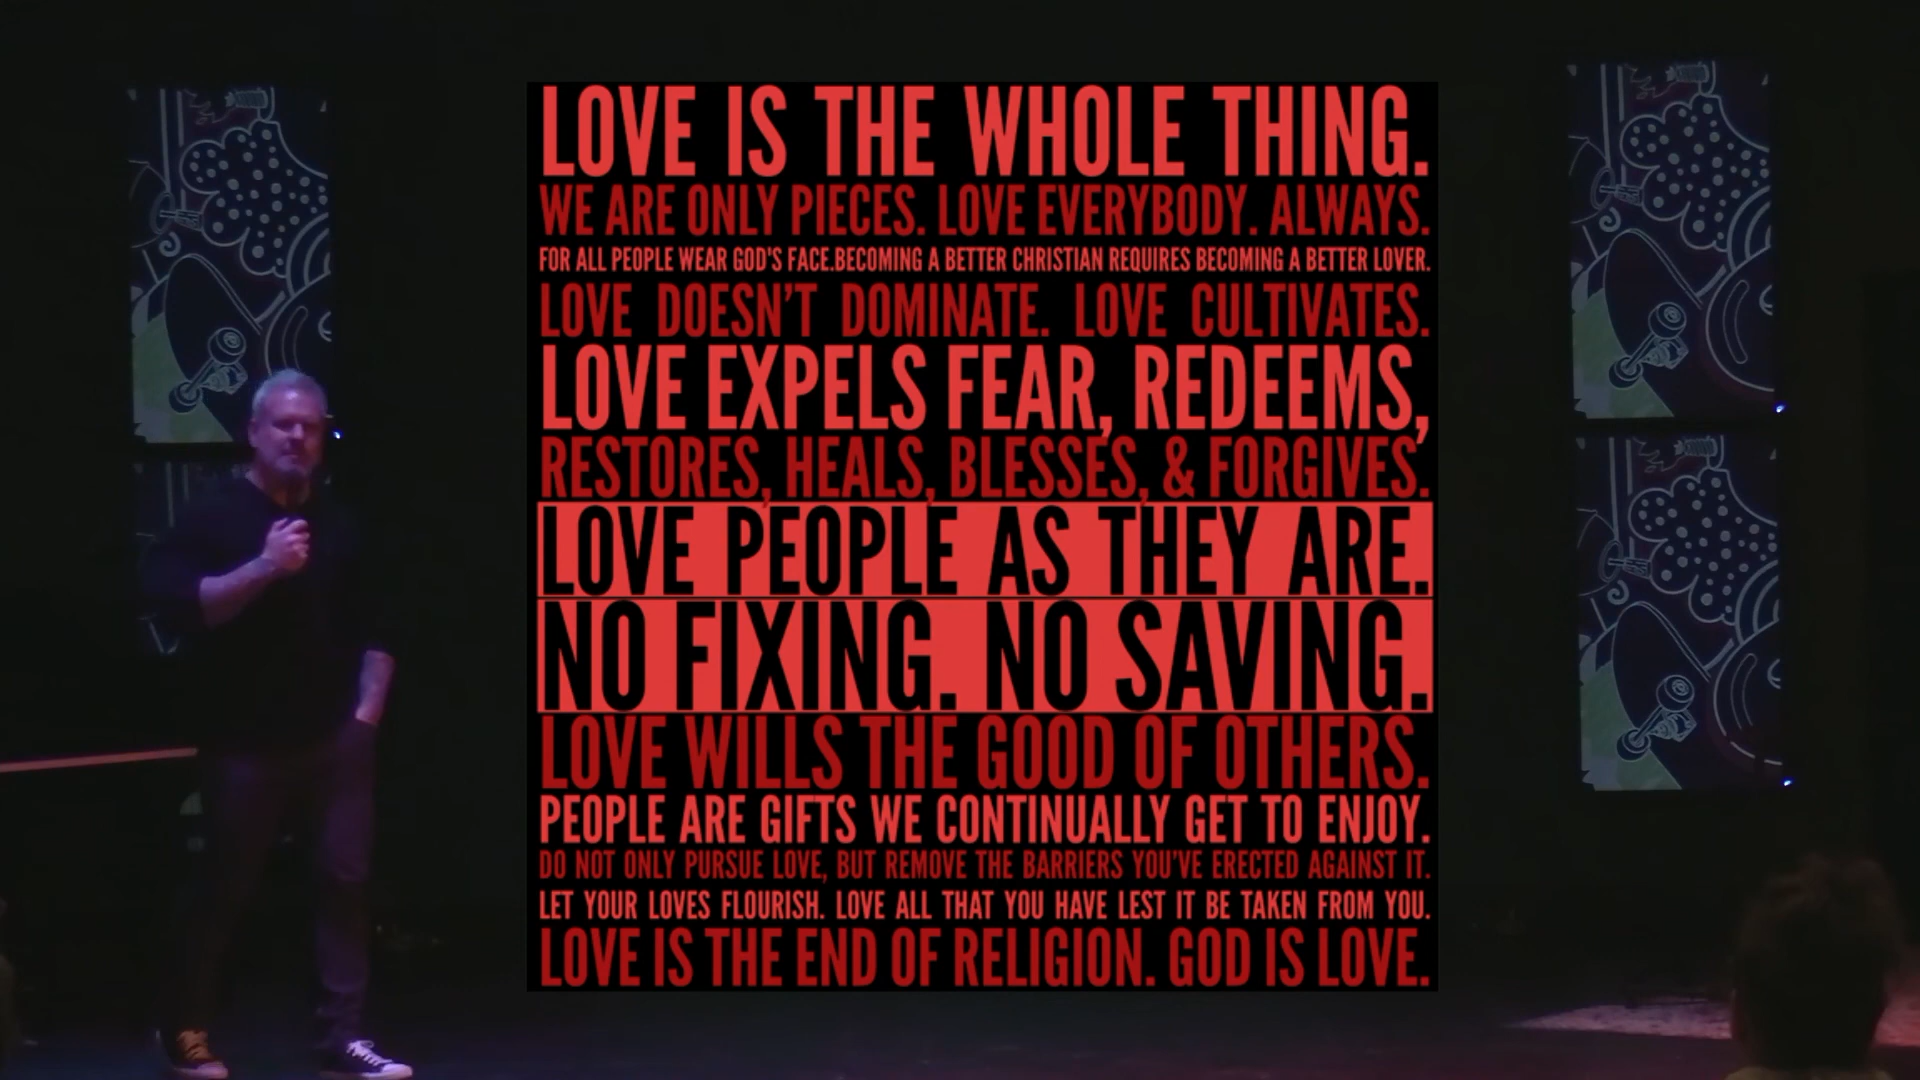 LOVE IS THE WHOLE THING.
WE ARE ONLY PIECES. LOVE EVERYBODY. ALWAYS.
FOR ALL PEOPLE WEAR GOD'S FACE.BECOMING A BETTER CHRISTIAN REQUIRES BECOMING A BETTER LOVER.
LOVE DOESN’T DOMINATE. LOVE CULTIVATES.
LOVE EXPELS FEAR, REDEEMS,
RESTORES, HEALS, BLESSES, & FORGIVES.
LOVE PEOPLE AS THEY ARE.
NO FIXING. NO SAVING.
LOVE WILLS THE GOOD OF OTHERS.
PEOPLE ARE GIFTS WE CONTINUALLY GET TO ENJOY.
DO NOT ONLY PURSUE LOVE, BUT REMOVE THE BARRIERS YOU’VE ERECTED AGAINST IT.
LET YOUR LOVES FLOURISH. LOVE ALL THAT YOU HAVE LEST IT BE TAKEN FROM YOU.
LOVE IS THE END OF RELIGION. GOD IS LOVE.